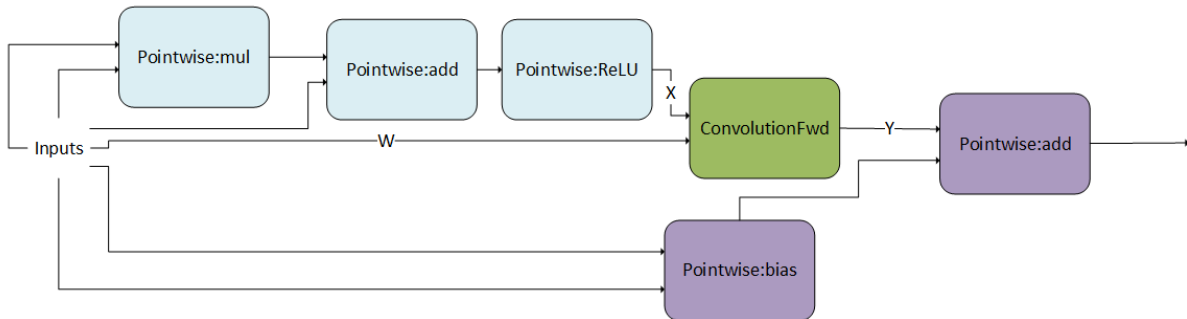 Pointwise:mul
Pointwise:add
Pointwise:ReLU
X
ConvolutionFwd
Y
Pointwise:add
Inputs
W
Pointwise:bias